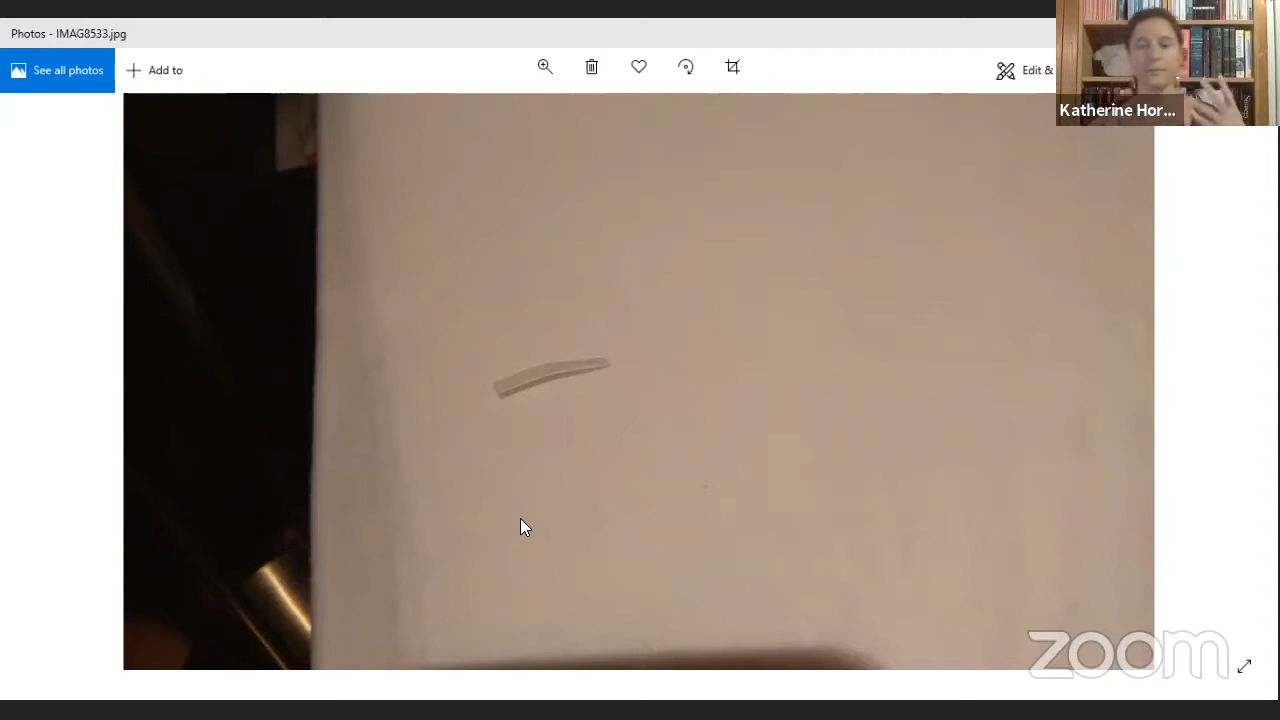 Photos - IMAG8533.jpg
See all photos
Add to
Edit &
Katherine Hor...
zoom